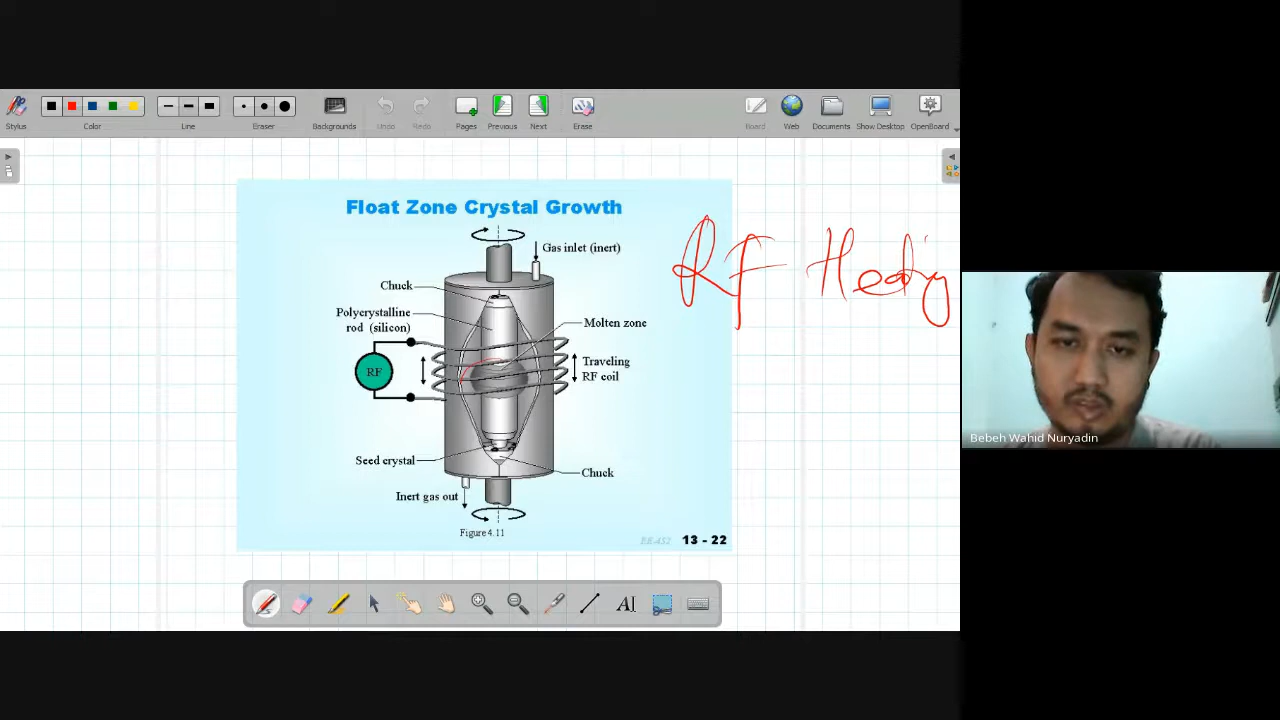 Stylus
Color
Line
Eraser
Backgrounds
Undo
Redo
Pages
Previous
Next
Erase
Board
Web
Documents
Show Desktop
OpenBoard
Float Zone Crystal Growth
Gas inlet (inert)
Chuck
Polycrystalline
rod (silicon)
Molten zone
RF
Traveling
RF coil
Seed crystal
Chuck
Inert gas out
Figure 4.11
EK452
13 - 22
RF Heating
AI
Bebeh Wahid Nuryadin